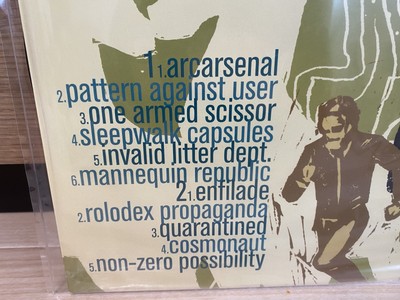 1 1. arcarsenal
2. pattern against user
3. one armed scissor
4. sleepwalk capsules
5. invalid litter dept.
6. mannequin republic
2 1. enfilade
2. rolodex propaganda
3. quarantined
4. cosmonaut
5. non-zero possibility